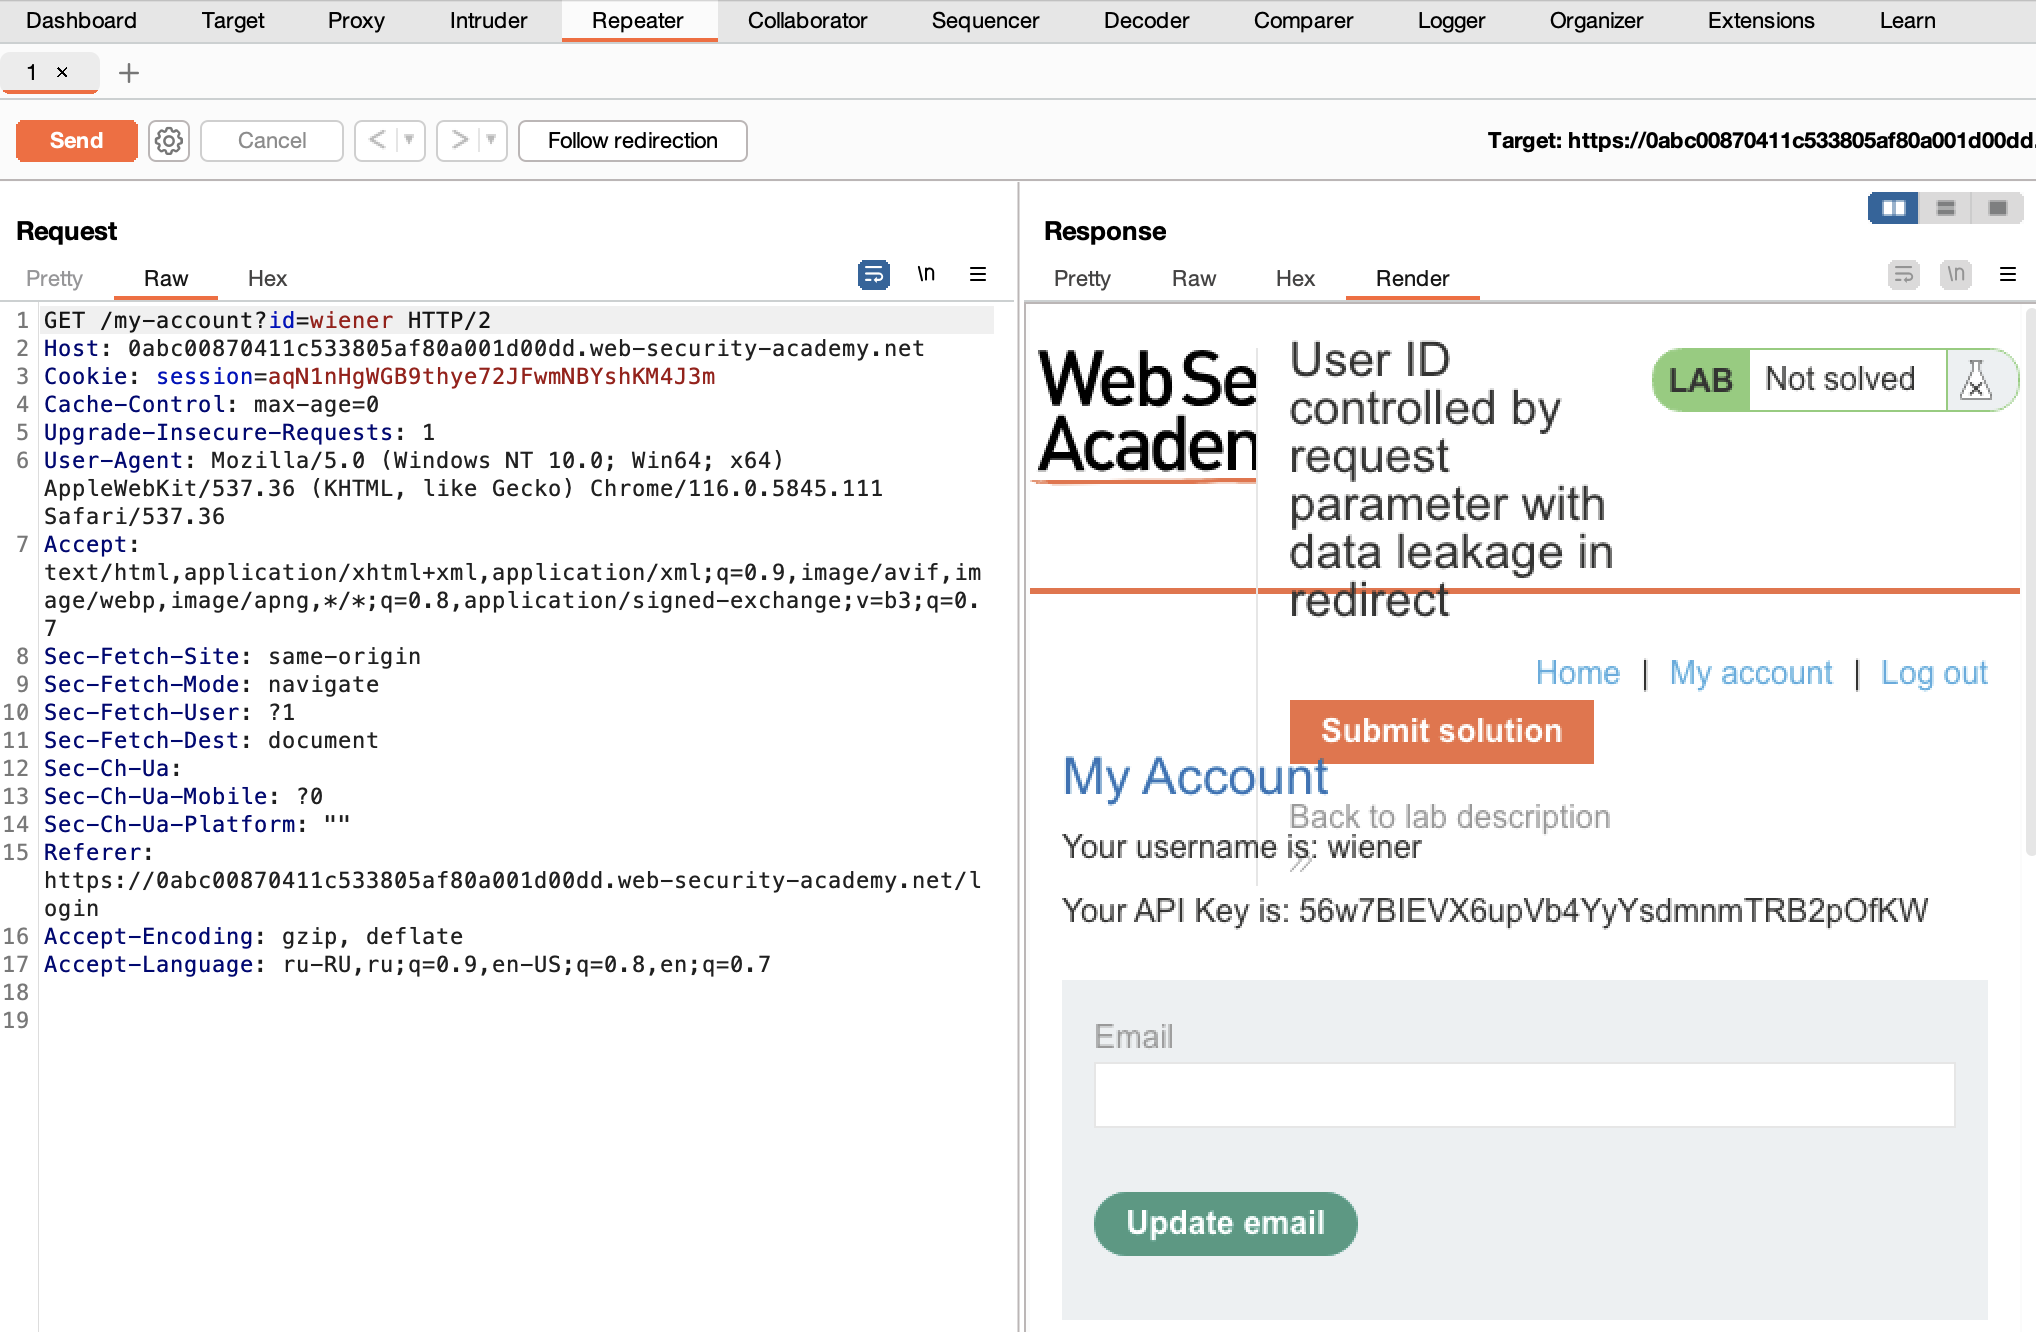 Dashboard Target Proxy Intruder Repeater Collaborator Sequencer Decoder Comparer Logger Organizer Extensions Learn
1 × +
Send Cancel < > Follow redirection Target: https://0abc00870411c533805af80a001d00dd.
Request
Pretty Raw Hex \n
1 GET /my-account?id=wiener HTTP/2
2 Host: 0abc00870411c533805af80a001d00dd.web-security-academy.net
3 Cookie: session=aqN1nHgWGB9thye72JFwmNBYshKM4J3m
4 Cache-Control: max-age=0
5 Upgrade-Insecure-Requests: 1
6 User-Agent: Mozilla/5.0 (Windows NT 10.0; Win64; x64)
AppleWebKit/537.36 (KHTML, like Gecko) Chrome/116.0.5845.111
Safari/537.36
7 Accept:
text/html,application/xhtml+xml,application/xml;q=0.9,image/avif,im
age/webp,image/apng,*/*;q=0.8,application/signed-exchange;v=b3;q=0.
7
8 Sec-Fetch-Site: same-origin
9 Sec-Fetch-Mode: navigate
10 Sec-Fetch-User: ?1
11 Sec-Fetch-Dest: document
12 Sec-Ch-Ua:
13 Sec-Ch-Ua-Mobile: ?0
14 Sec-Ch-Ua-Platform: ""
15 Referer:
https://0abc00870411c533805af80a001d00dd.web-security-academy.net/l
ogin
16 Accept-Encoding: gzip, deflate
17 Accept-Language: ru-RU,ru;q=0.9,en-US;q=0.8,en;q=0.7
18
19
Response
Pretty Raw Hex Render \n
Web Se
Academ
User ID
controlled by
request
parameter with
data leakage in
redirect
LAB Not solved
Home | My account | Log out
Submit solution
My Account
Back to lab description
Your username is: wiener
Your API Key is: 56w7BIEVX6upVb4YyYsdmnmTRB2pOfKW
Email
Update email